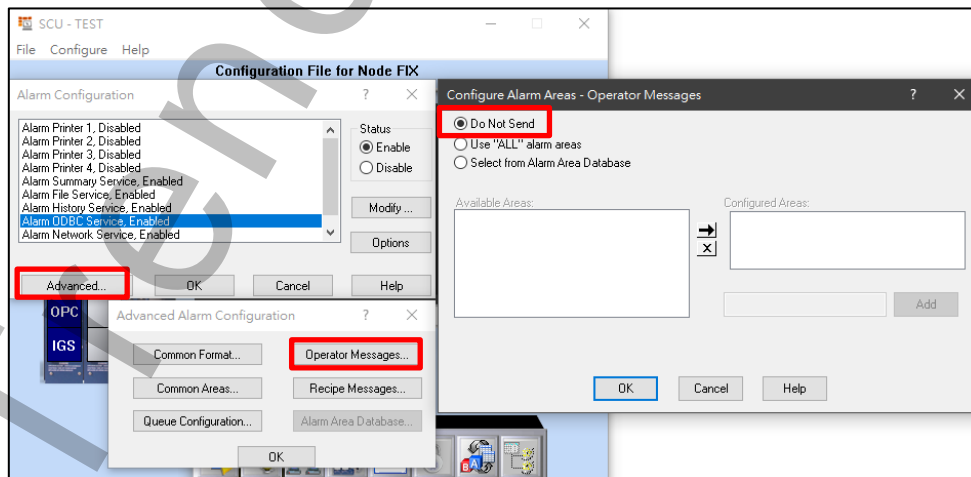 SCU - TEST
File Configure Help
Configuration File for Node FIX
Alarm Configuration ?
Alarm Printer 1, Disabled
Alarm Printer 2, Disabled
Alarm Printer 3, Disabled
Alarm Printer 4, Disabled
Alarm Summary Service, Enabled
Alarm File Service, Enabled
Alarm History Service, Enabled
Alarm ODBC Service, Enabled
Alarm Network Service, Enabled
Status
Enable
Disable
Modify ...
Options
Advanced...
OK
Cancel
Help
OPC
IGS
Advanced Alarm Configuration ?
Common Format...
Operator Messages...
Common Areas...
Recipe Messages...
Queue Configuration...
Alarm Area Database...
OK
Configure Alarm Areas - Operator Messages ?
Do Not Send
Use "ALL" alarm areas
Select from Alarm Area Database
Available Areas:
Configured Areas:
Add
OK
Cancel
Help